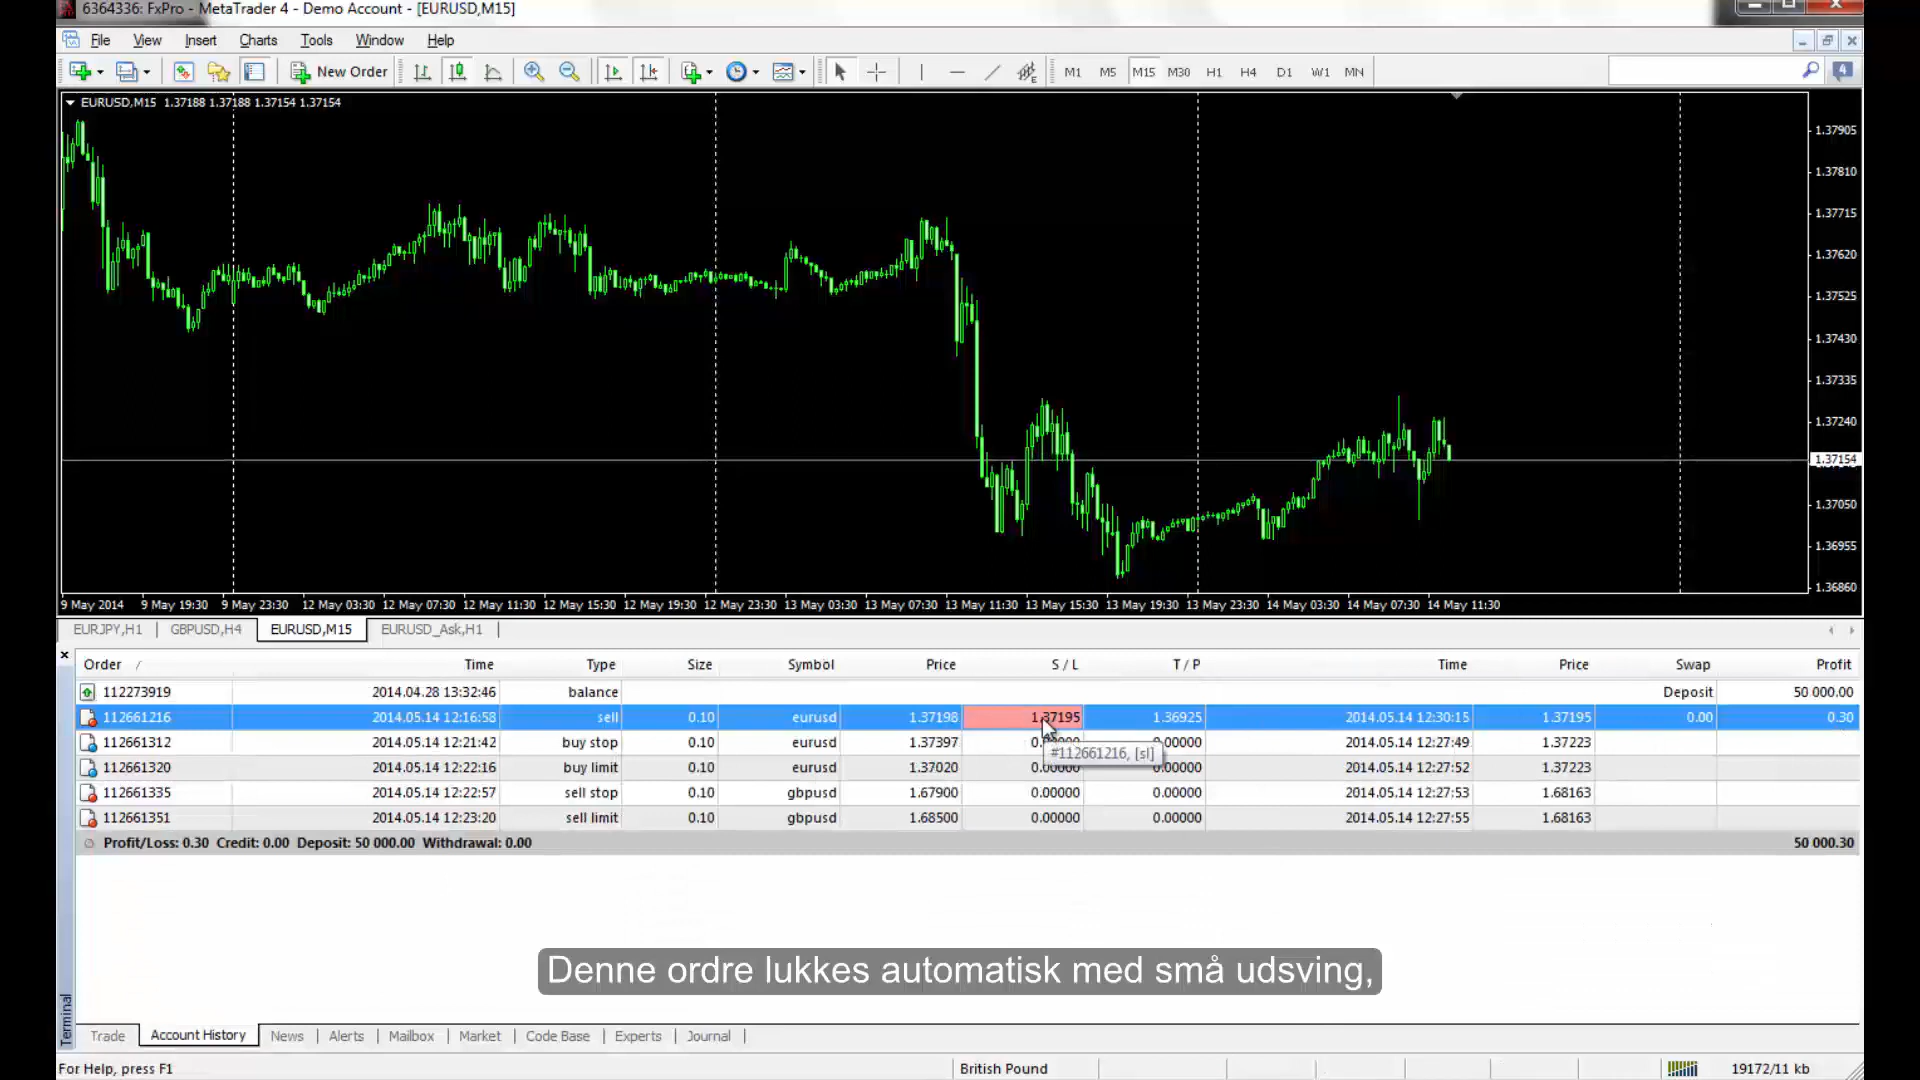 6364336: FxPro - MetaTrader 4 - Demo Account - [EURUSD,M15]
File View Insert Charts Tools Window Help
New Order M1 M5 M15 M30 H1 H4 D1 W1 MN 4
EURUSD,M15 1.37188 1.37188 1.37154 1.37154
1.37905
1.37810
1.37715
1.37620
1.37525
1.37430
1.37335
1.37240
1.37154
1.37050
1.36955
1.36860
9 May 2014 9 May 19:30 9 May 23:30 12 May 03:30 12 May 07:30 12 May 11:30 12 May 15:30 12 May 19:30 12 May 23:30 13 May 03:30 13 May 07:30 13 May 11:30 13 May 15:30 13 May 19:30 13 May 23:30 14 May 03:30 14 May 07:30 14 May 11:30
EURJPY,H1 | GBPUSD,H4 EURUSD,M15 EURUSD_Ask,H1 |
Order / Time Type Size Symbol Price S / L T / P Time Price Swap Profit
112273919 2014.04.28 13:32:46 balance Deposit 50 000.00
112661216 2014.05.14 12:16:58 sell 0.10 eurusd 1.37198 1.37195 1.36925 2014.05.14 12:30:15 1.37195 0.00 0.30
112661312 2014.05.14 12:21:42 buy stop 0.10 eurusd 1.37397 0.00000 2014.05.14 12:27:49 1.37223
#112661216, [sl]
112661320 2014.05.14 12:22:16 buy limit 0.10 eurusd 1.37020 0.00000 0.00000 2014.05.14 12:27:52 1.37223
112661335 2014.05.14 12:22:57 sell stop 0.10 gbpusd 1.67900 0.00000 0.00000 2014.05.14 12:27:53 1.68163
112661351 2014.05.14 12:23:20 sell limit 0.10 gbpusd 1.68500 0.00000 0.00000 2014.05.14 12:27:55 1.68163
Profit/Loss: 0.30 Credit: 0.00 Deposit: 50 000.00 Withdrawal: 0.00 50 000.30
Denne ordre lukkes automatisk med små udsving,
Terminal
Trade Account History News | Alerts | Mailbox | Market | Code Base | Experts | Journal |
For Help, press F1 British Pound 19172/11 kb